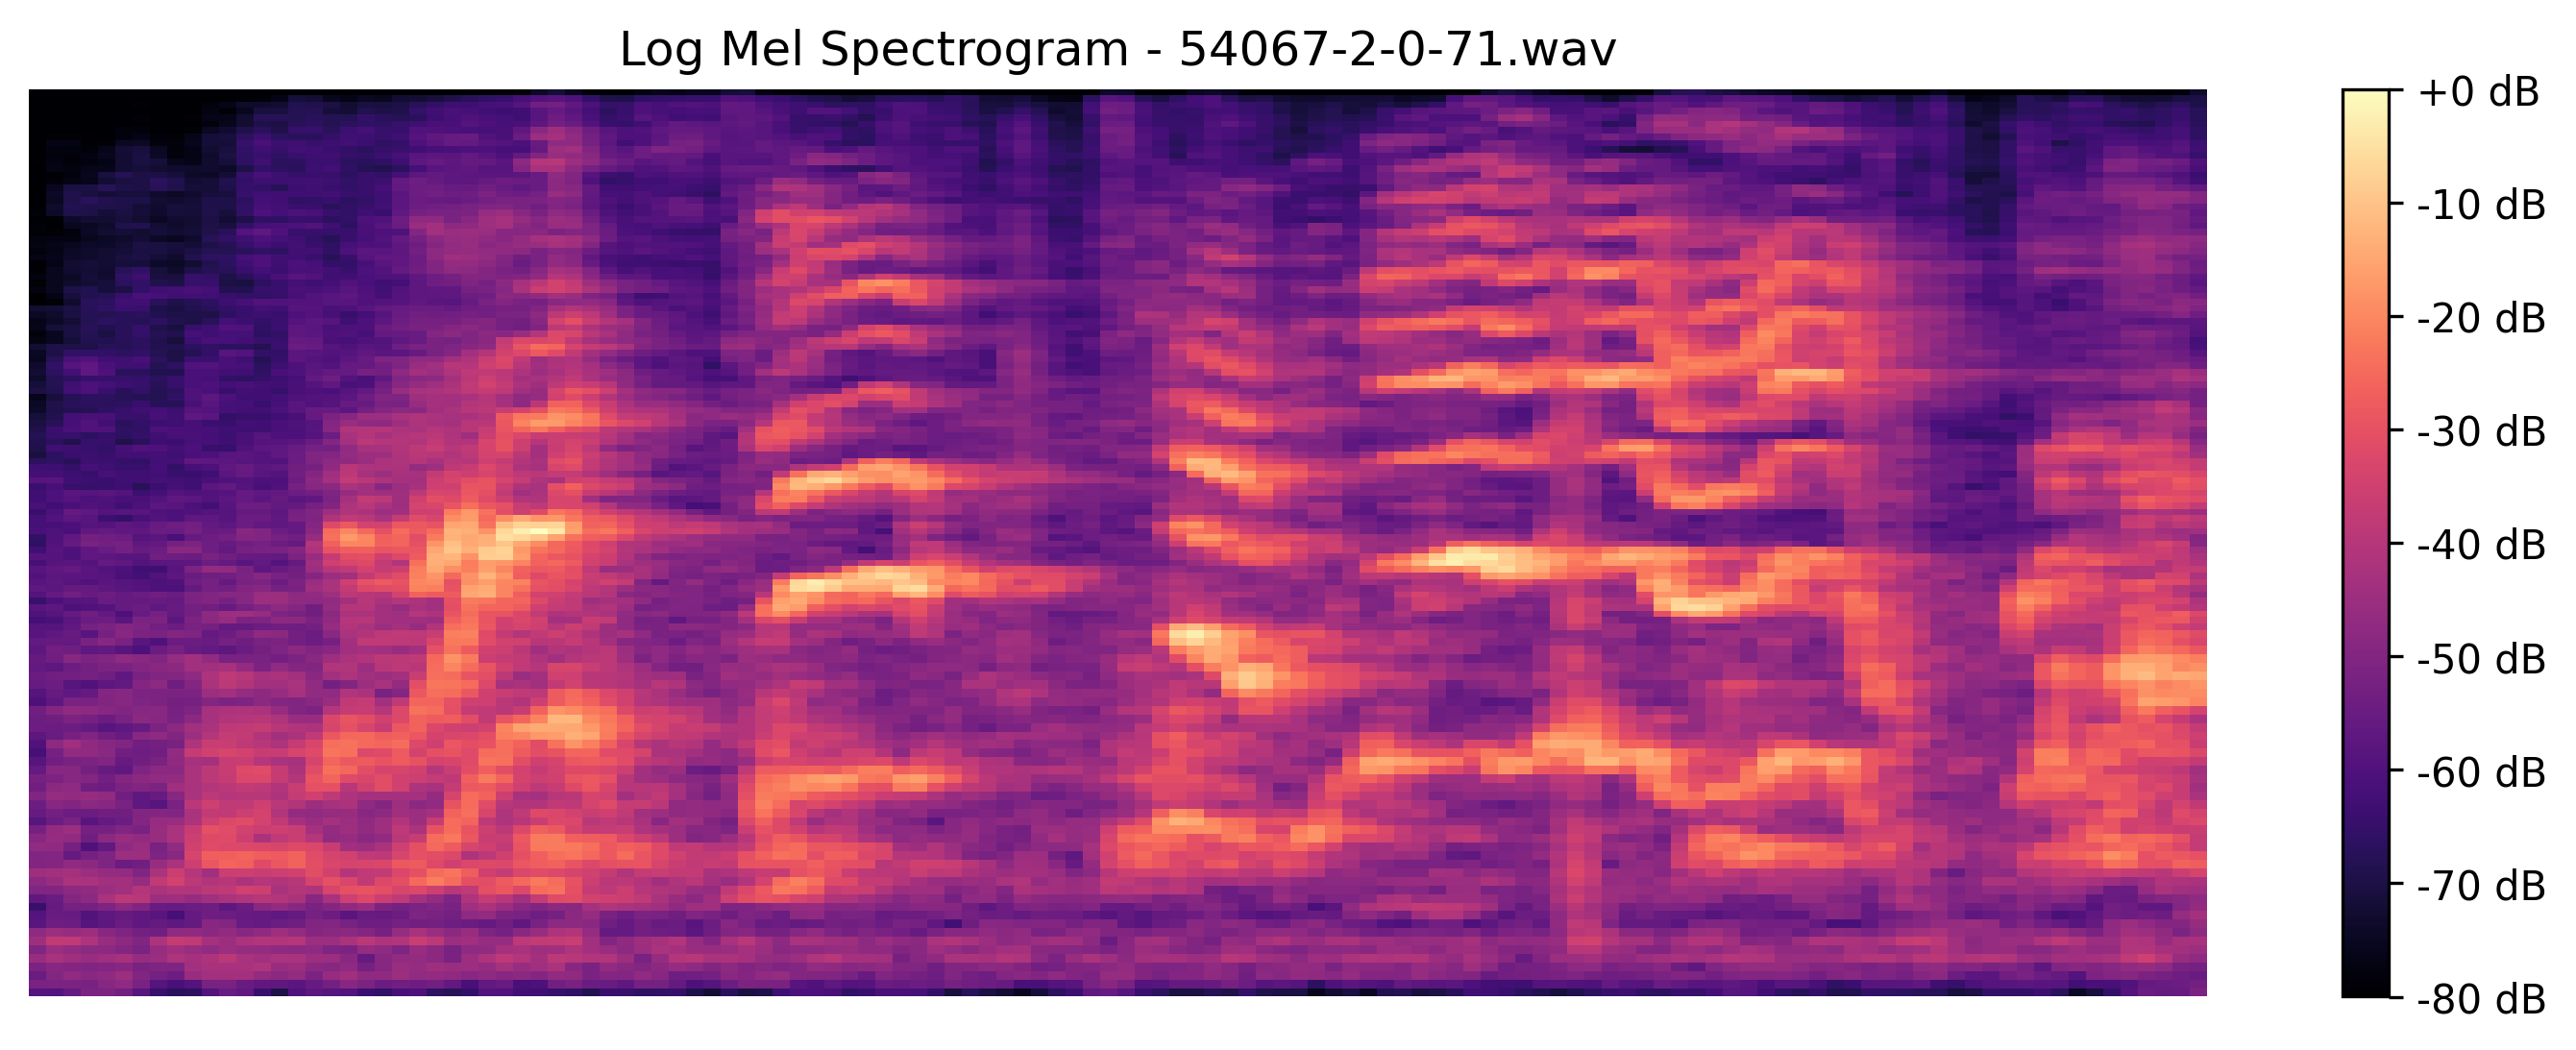 Log Mel Spectrogram - 54067-2-0-71.wav
+0 dB
-10 dB
-20 dB
-30 dB
-40 dB
-50 dB
-60 dB
-70 dB
-80 dB